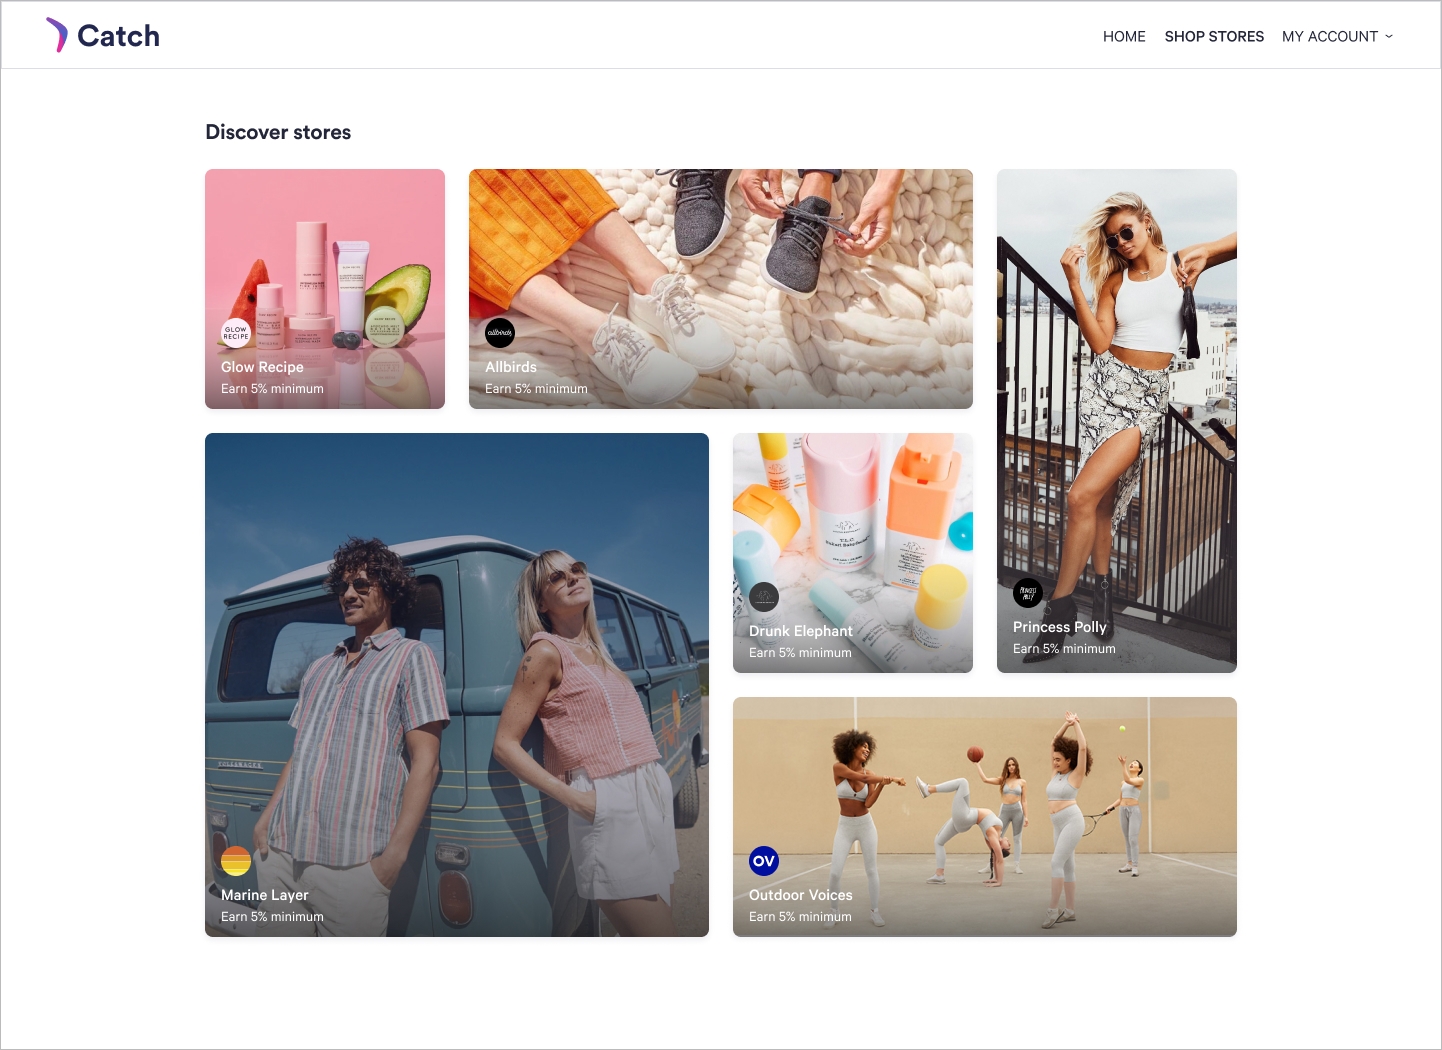 Catch
HOME SHOP STORES MY ACCOUNT
Discover stores
GLOW
RECIPE
Glow Recipe
Earn 5% minimum
allbirds
Allbirds
Earn 5% minimum
PRINCESS
POLLY
Princess Polly
Earn 5% minimum
T.L.C.
Drunk Elephant
Earn 5% minimum
VOLKSWAGEN
Marine Layer
Earn 5% minimum
OV
Outdoor Voices
Earn 5% minimum